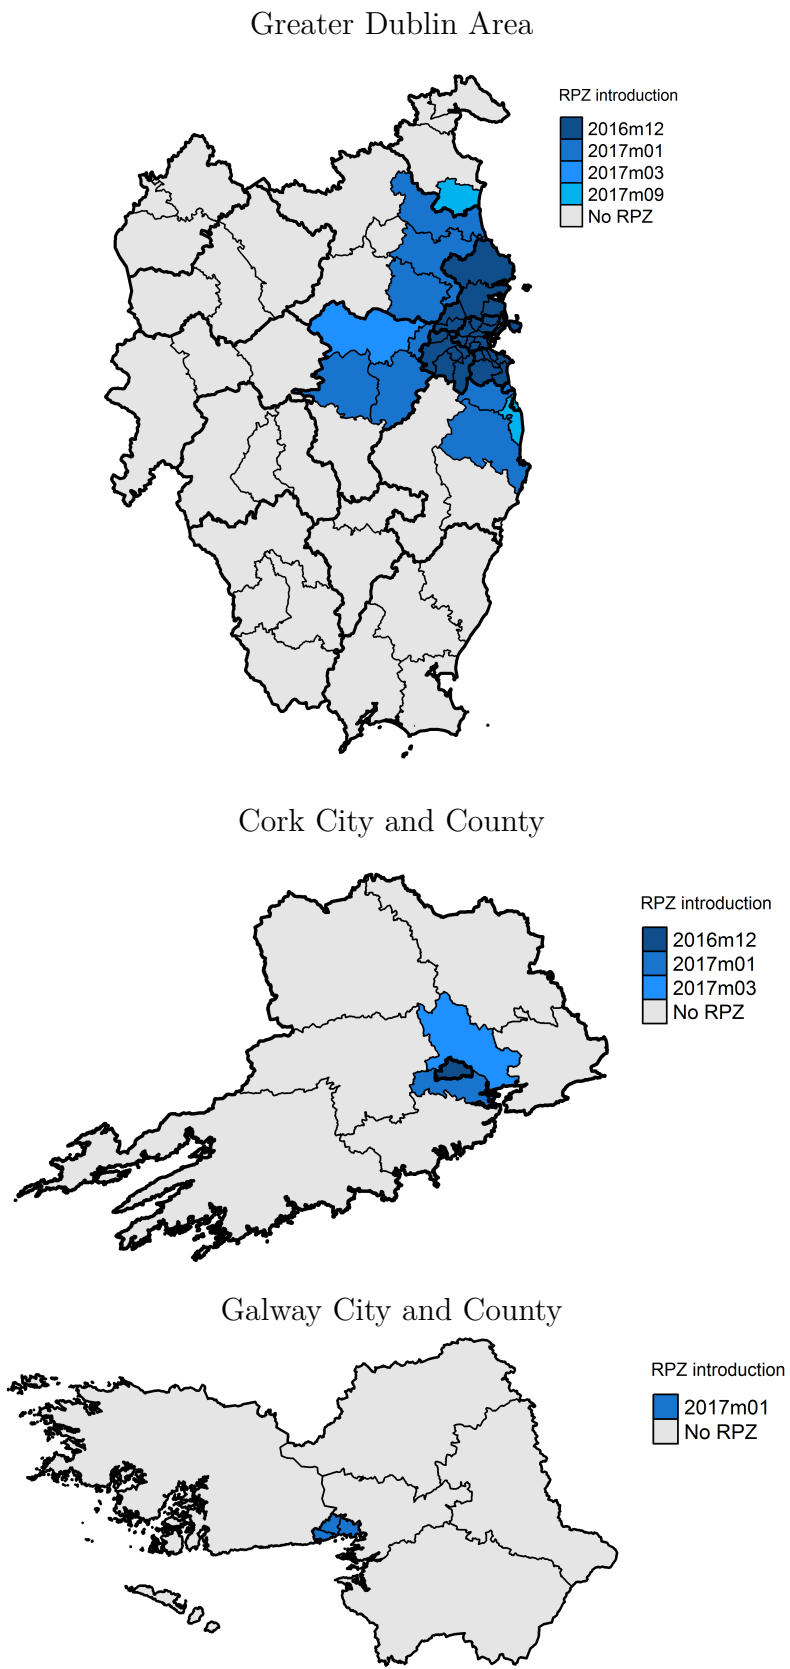 Greater Dublin Area
RPZ introduction
2016m12
2017m01
2017m03
2017m09
No RPZ
Cork City and County
RPZ introduction
2016m12
2017m01
2017m03
No RPZ
Galway City and County
RPZ introduction
2017m01
No RPZ